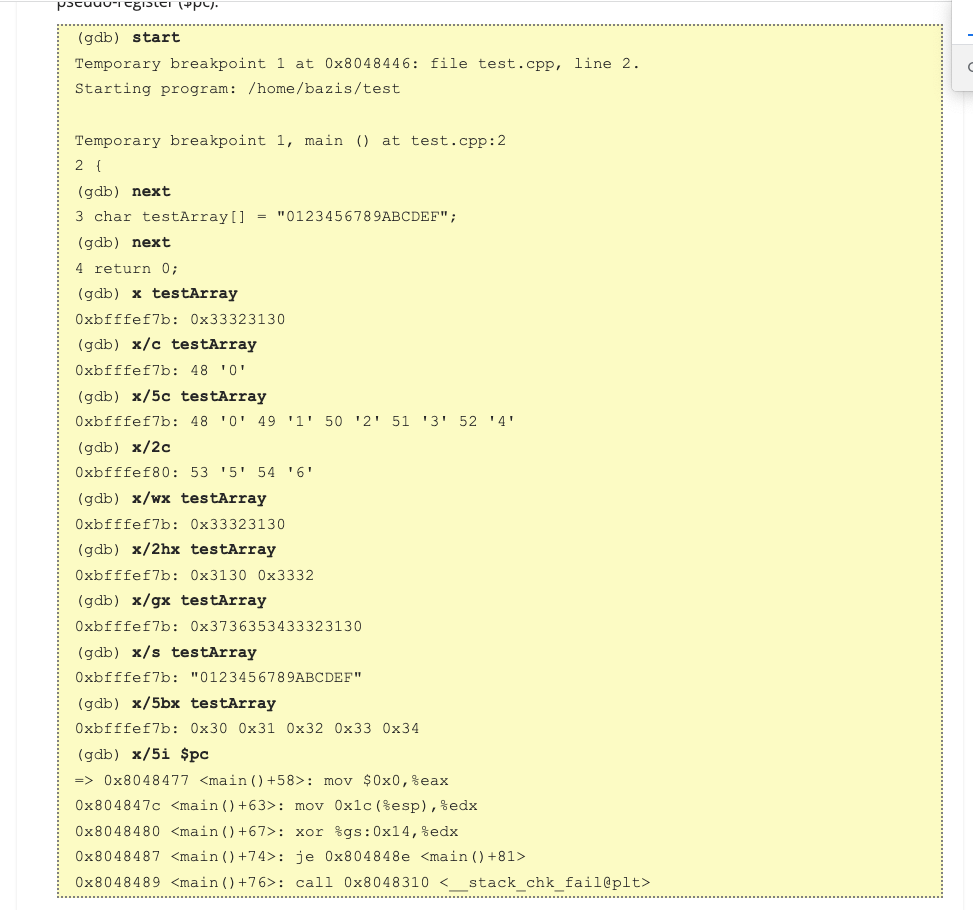 pseudo-register ($pc).
(gdb) start
Temporary breakpoint 1 at 0x8048446: file test.cpp, line 2.
Starting program: /home/bazis/test
Temporary breakpoint 1, main () at test.cpp:2
2 {
(gdb) next
3 char testArray[] = "0123456789ABCDEF";
(gdb) next
4 return 0;
(gdb) x testArray
0xbfffef7b: 0x33323130
(gdb) x/c testArray
0xbfffef7b: 48 '0'
(gdb) x/5c testArray
0xbfffef7b: 48 '0' 49 '1' 50 '2' 51 '3' 52 '4'
(gdb) x/2c
0xbfffef80: 53 '5' 54 '6'
(gdb) x/wx testArray
0xbfffef7b: 0x33323130
(gdb) x/2hx testArray
0xbfffef7b: 0x3130 0x3332
(gdb) x/gx testArray
0xbfffef7b: 0x3736353433323130
(gdb) x/s testArray
0xbfffef7b: "0123456789ABCDEF"
(gdb) x/5bx testArray
0xbfffef7b: 0x30 0x31 0x32 0x33 0x34
(gdb) x/5i $pc
=> 0x8048477 <main()+58>: mov $0x0,%eax
0x804847c <main()+63>: mov 0x1c(%esp),%edx
0x8048480 <main()+67>: xor %gs:0x14,%edx
0x8048487 <main()+74>: je 0x804848e <main()+81>
0x8048489 <main()+76>: call 0x8048310 <__stack_chk_fail@plt>